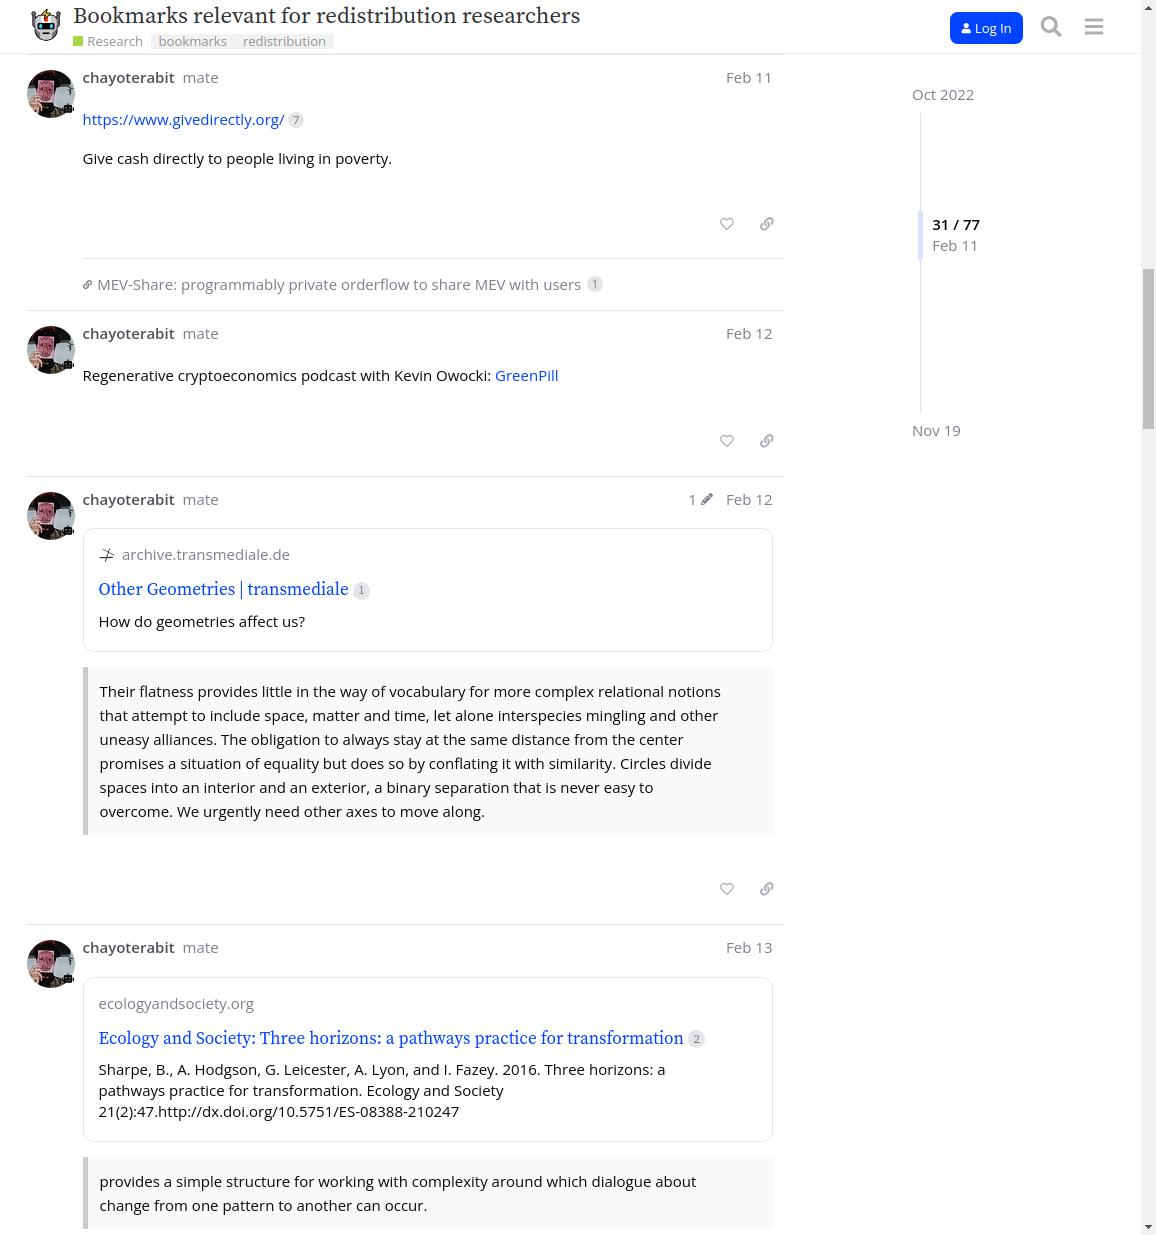 Bookmarks relevant for redistribution researchers
Research bookmarks redistribution
Log In
chayoterabit mate Feb 11
https://www.givedirectly.org/ 7
Give cash directly to people living in poverty.
MEV-Share: programmably private orderflow to share MEV with users 1
chayoterabit mate Feb 12
Regenerative cryptoeconomics podcast with Kevin Owocki: GreenPill
chayoterabit mate 1 Feb 12
archive.transmediale.de
Other Geometries | transmediale 1
How do geometries affect us?
Their flatness provides little in the way of vocabulary for more complex relational notions
that attempt to include space, matter and time, let alone interspecies mingling and other
uneasy alliances. The obligation to always stay at the same distance from the center
promises a situation of equality but does so by conflating it with similarity. Circles divide
spaces into an interior and an exterior, a binary separation that is never easy to
overcome. We urgently need other axes to move along.
chayoterabit mate Feb 13
ecologyandsociety.org
Ecology and Society: Three horizons: a pathways practice for transformation 2
Sharpe, B., A. Hodgson, G. Leicester, A. Lyon, and I. Fazey. 2016. Three horizons: a
pathways practice for transformation. Ecology and Society
21(2):47.http://dx.doi.org/10.5751/ES-08388-210247
provides a simple structure for working with complexity around which dialogue about
change from one pattern to another can occur.
Oct 2022
31 / 77
Feb 11
Nov 19